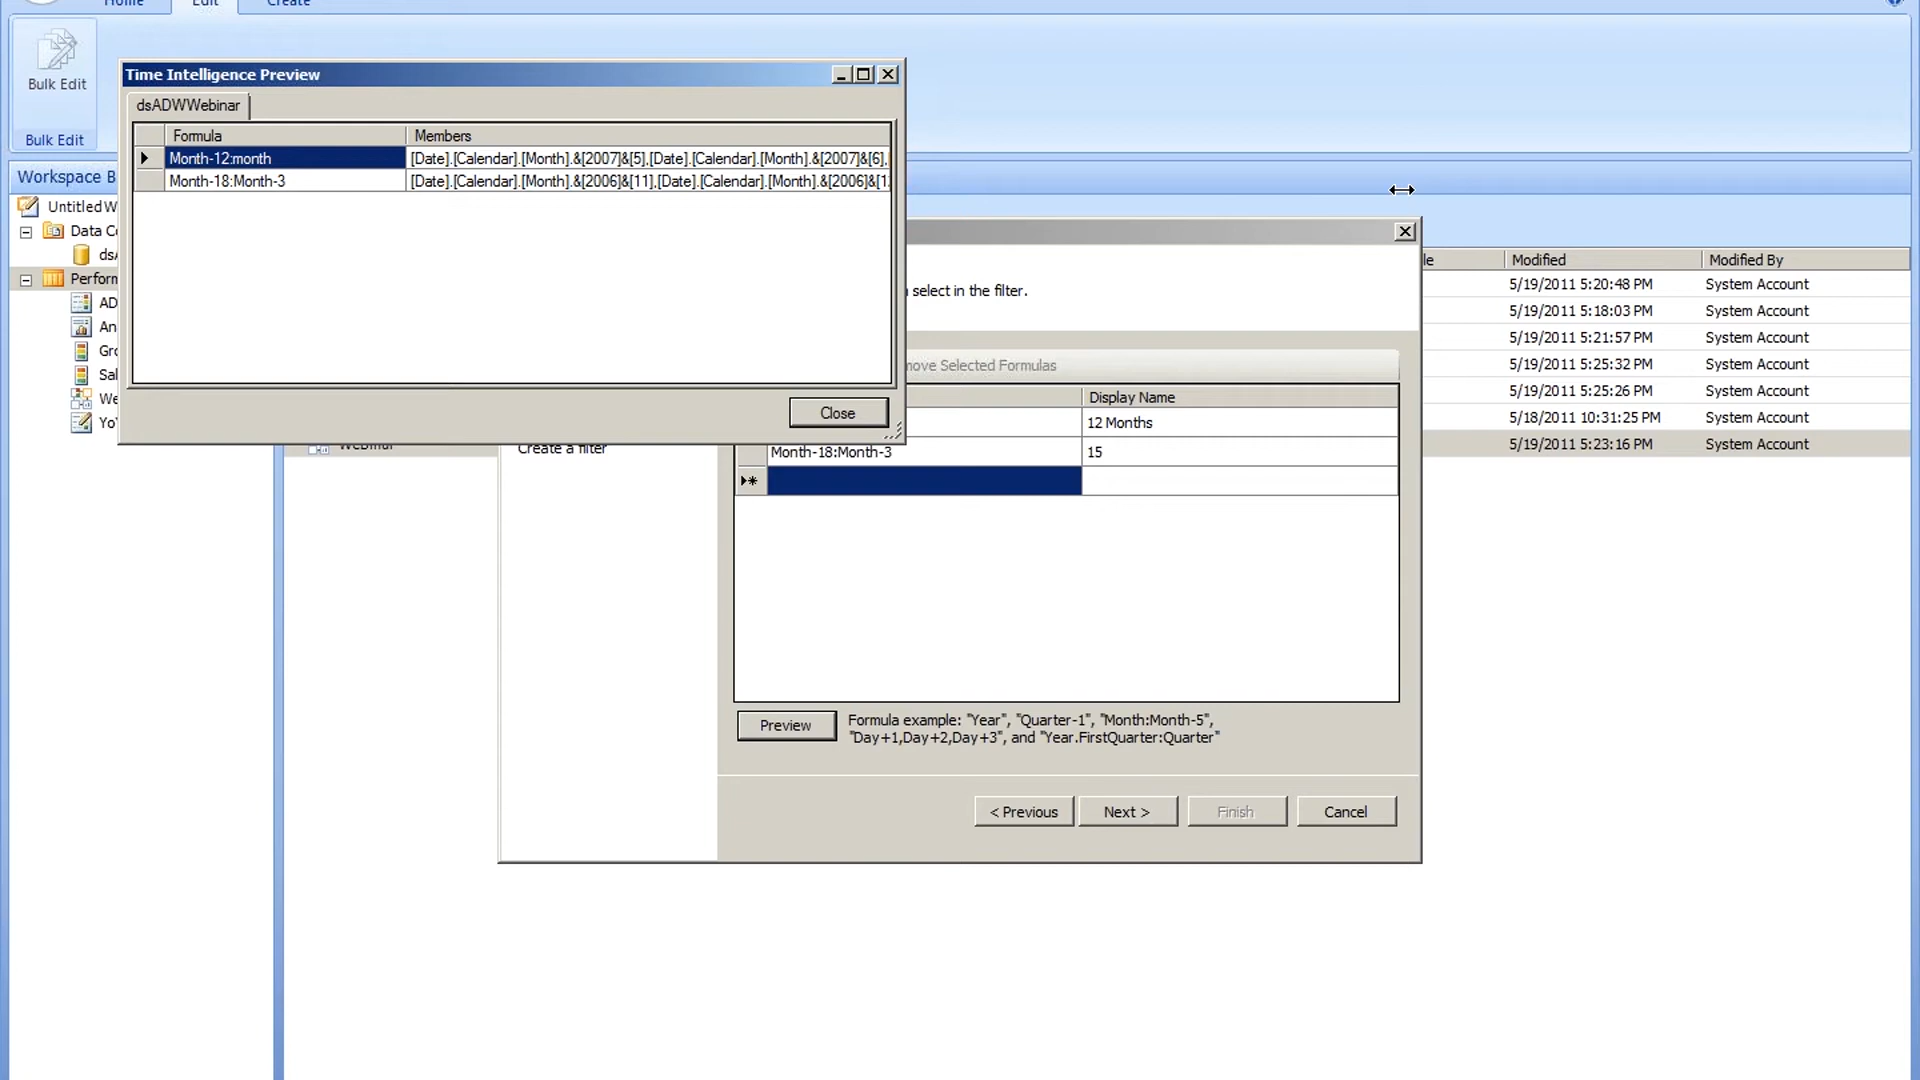 Home
Edit
Create
Bulk Edit
Bulk Edit
Time Intelligence Preview
dsADWWebinar
Formula
Members
Month-12:month
[Date].[Calendar].[Month].&[2007]&[5],[Date].[Calendar].[Month].&[2007]&[6],
Month-18:Month-3
[Date].[Calendar].[Month].&[2006]&[11],[Date].[Calendar].[Month].&[2006]&[1
Close
Workspace B
Untitled W
Data Co
dsA
Perforn
AD
An
Gro
Sal
We
Yo
select in the filter.
move Selected Formulas
Display Name
12 Months
Month-18:Month-3
15
Create a filter
Webinar
Preview
Formula example: "Year", "Quarter-1", "Month:Month-5",
"Day+1,Day+2,Day+3", and "Year.FirstQuarter:Quarter"
< Previous
Next >
Finish
Cancel
le
Modified
Modified By
5/19/2011 5:20:48 PM
System Account
5/19/2011 5:18:03 PM
System Account
5/19/2011 5:21:57 PM
System Account
5/19/2011 5:25:32 PM
System Account
5/19/2011 5:25:26 PM
System Account
5/18/2011 10:31:25 PM
System Account
5/19/2011 5:23:16 PM
System Account